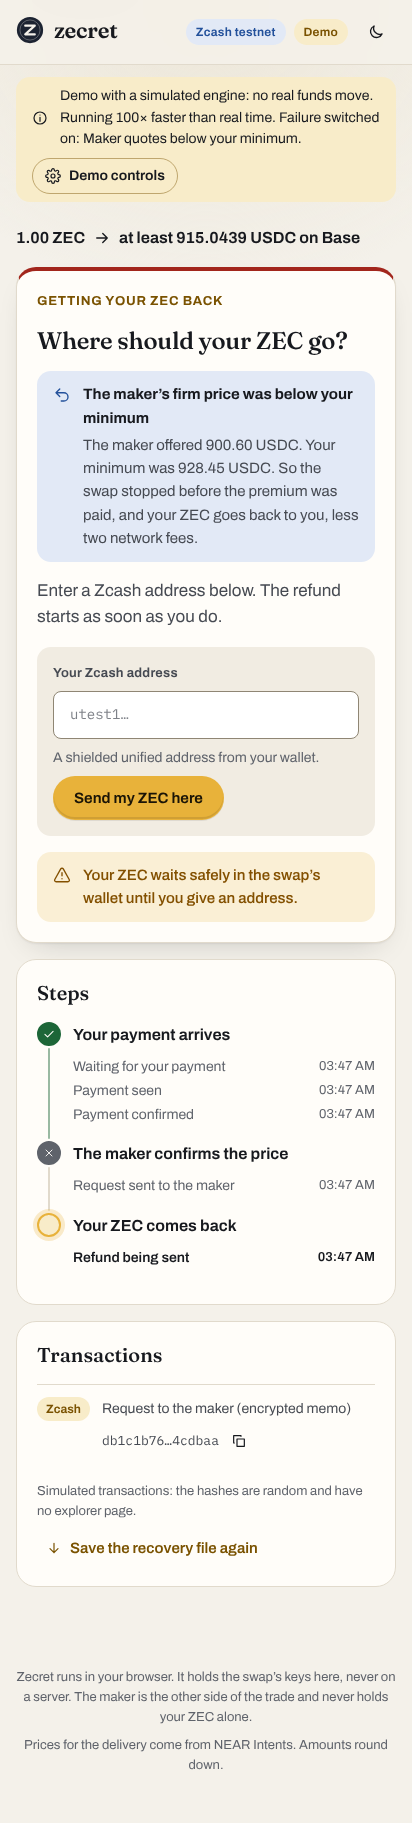 zecret
Zcash testnet
Demo
Demo with a simulated engine: no real funds move.
Running 100× faster than real time. Failure switched
on: Maker quotes below your minimum.
Demo controls
1.00 ZEC → at least 915.0439 USDC on Base
GETTING YOUR ZEC BACK
Where should your ZEC go?
The maker’s firm price was below your
minimum
The maker offered 900.60 USDC. Your
minimum was 928.45 USDC. So the
swap stopped before the premium was
paid, and your ZEC goes back to you, less
two network fees.
Enter a Zcash address below. The refund
starts as soon as you do.
Your Zcash address
utest1…
A shielded unified address from your wallet.
Send my ZEC here
Your ZEC waits safely in the swap’s
wallet until you give an address.
Steps
Your payment arrives
Waiting for your payment 03:47 AM
Payment seen 03:47 AM
Payment confirmed 03:47 AM
The maker confirms the price
Request sent to the maker 03:47 AM
Your ZEC comes back
Refund being sent 03:47 AM
Transactions
Zcash Request to the maker (encrypted memo)
db1c1b76…4cdbaa
Simulated transactions: the hashes are random and have
no explorer page.
↓ Save the recovery file again
Zecret runs in your browser. It holds the swap’s keys here, never on
a server. The maker is the other side of the trade and never holds
your ZEC alone.
Prices for the delivery come from NEAR Intents. Amounts round
down.